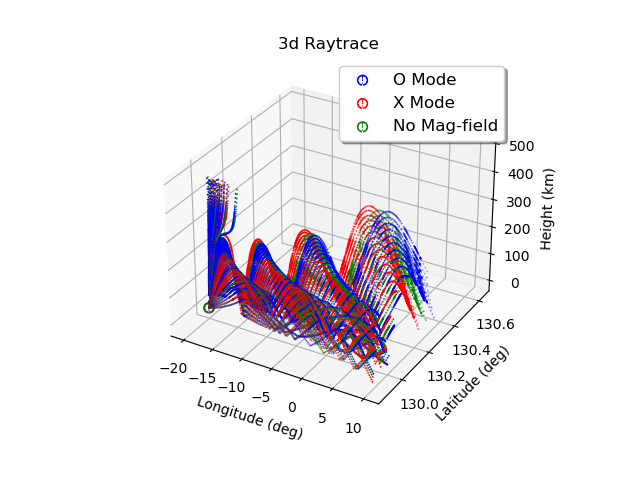 3d Raytrace
O Mode
X Mode
No Mag-field
500
400
300
200
100
0
Height (km)
130.6
130.4
130.2
130.0
Latitude (deg)
−20
−15
−10
−5
0
5
10
Longitude (deg)